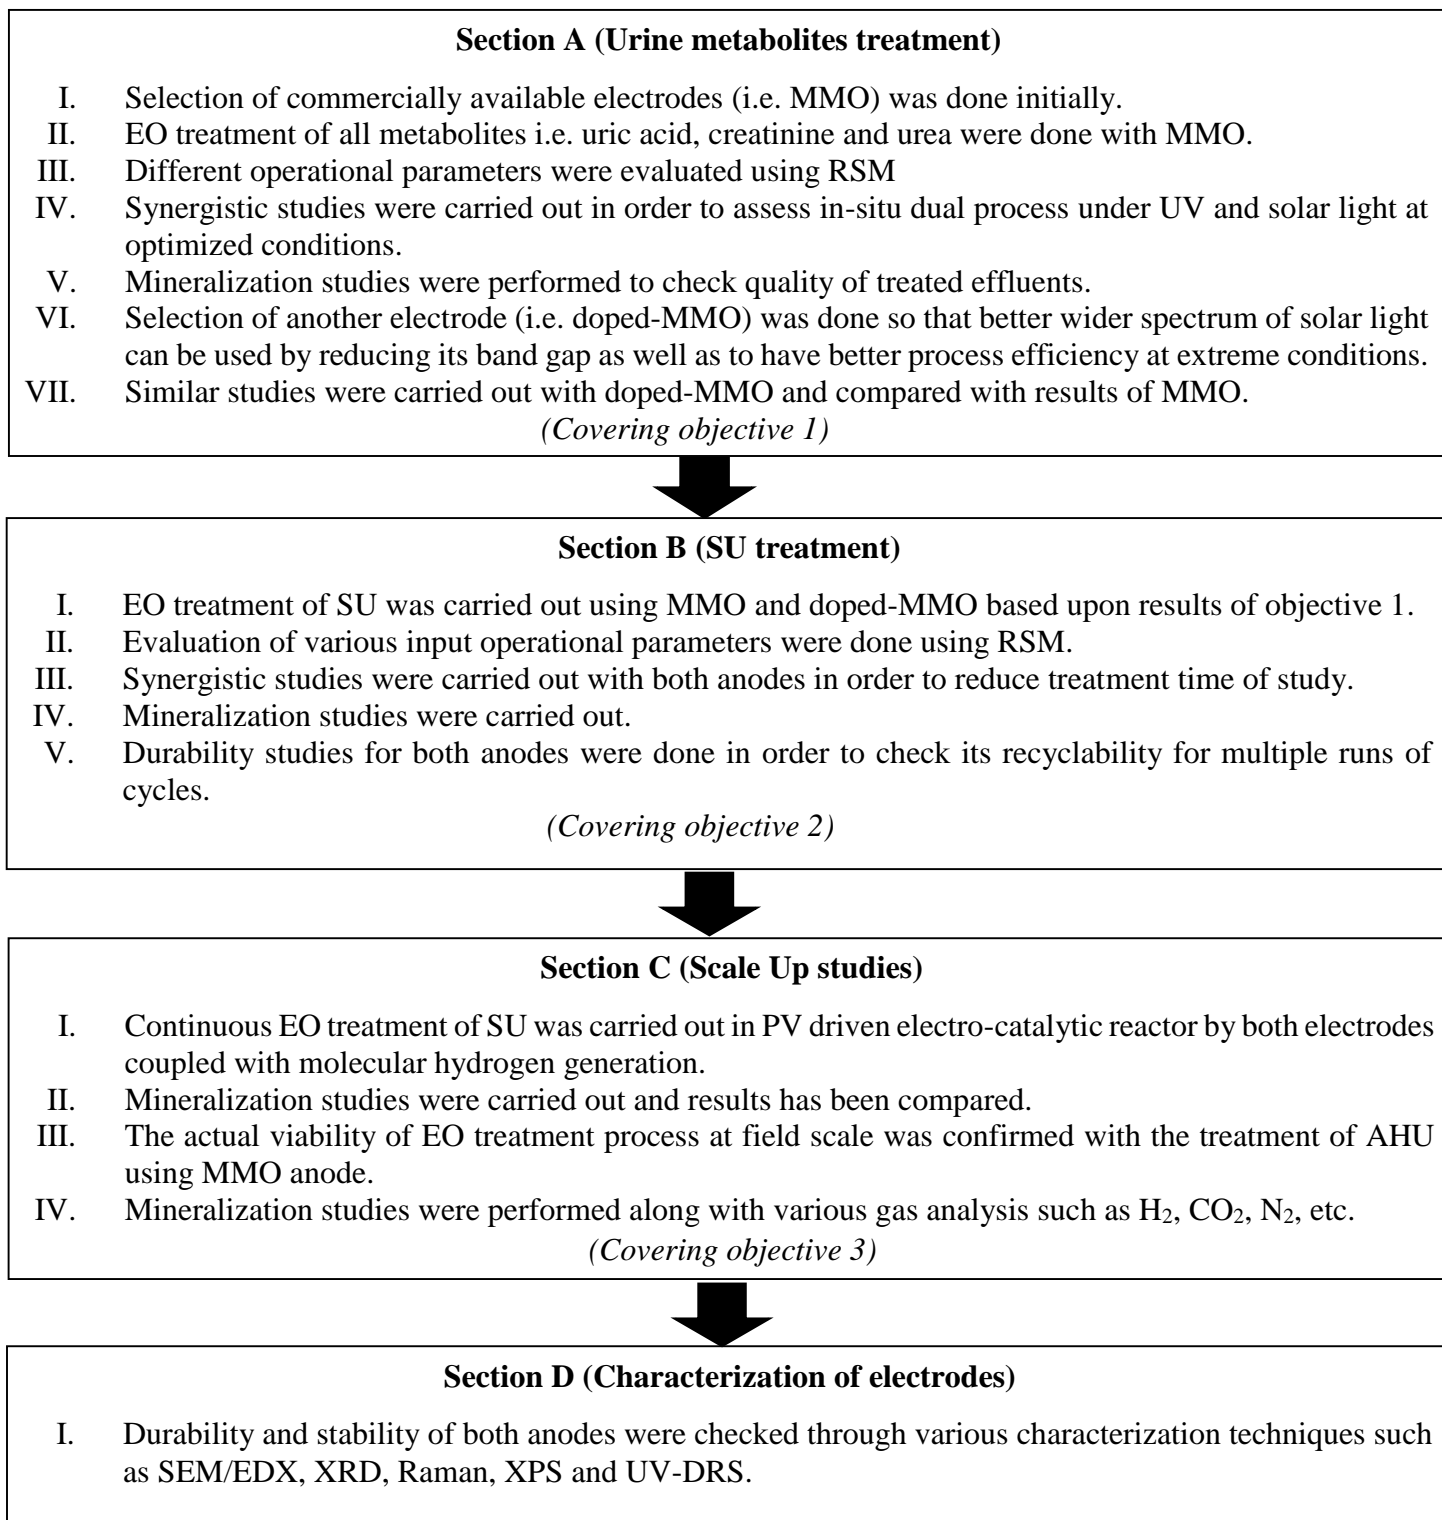 Section A (Urine metabolites treatment)
I. Selection of commercially available electrodes (i.e. MMO) was done initially.
II. EO treatment of all metabolites i.e. uric acid, creatinine and urea were done with MMO.
III. Different operational parameters were evaluated using RSM
IV. Synergistic studies were carried out in order to assess in-situ dual process under UV and solar light at
optimized conditions.
V. Mineralization studies were performed to check quality of treated effluents.
VI. Selection of another electrode (i.e. doped-MMO) was done so that better wider spectrum of solar light
can be used by reducing its band gap as well as to have better process efficiency at extreme conditions.
VII. Similar studies were carried out with doped-MMO and compared with results of MMO.
(Covering objective 1)
Section B (SU treatment)
I. EO treatment of SU was carried out using MMO and doped-MMO based upon results of objective 1.
II. Evaluation of various input operational parameters were done using RSM.
III. Synergistic studies were carried out with both anodes in order to reduce treatment time of study.
IV. Mineralization studies were carried out.
V. Durability studies for both anodes were done in order to check its recyclability for multiple runs of
cycles.
(Covering objective 2)
Section C (Scale Up studies)
I. Continuous EO treatment of SU was carried out in PV driven electro-catalytic reactor by both electrodes
coupled with molecular hydrogen generation.
II. Mineralization studies were carried out and results has been compared.
III. The actual viability of EO treatment process at field scale was confirmed with the treatment of AHU
using MMO anode.
IV. Mineralization studies were performed along with various gas analysis such as H₂, CO₂, N₂, etc.
(Covering objective 3)
Section D (Characterization of electrodes)
I. Durability and stability of both anodes were checked through various characterization techniques such
as SEM/EDX, XRD, Raman, XPS and UV-DRS.